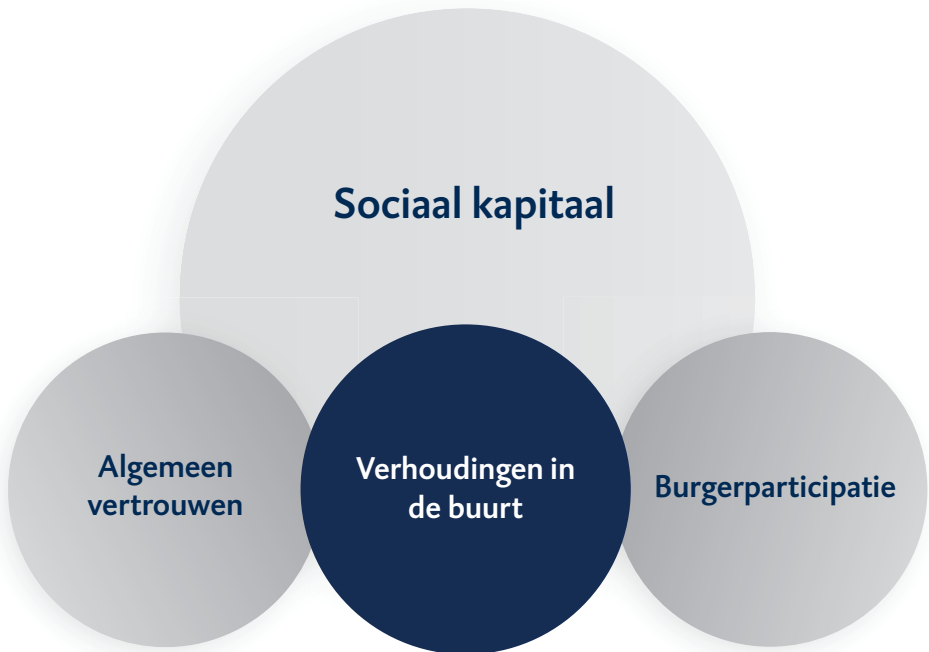 Sociaal kapitaal
Algemeen
vertrouwen
Verhoudingen in
de buurt
Burgerparticipatie